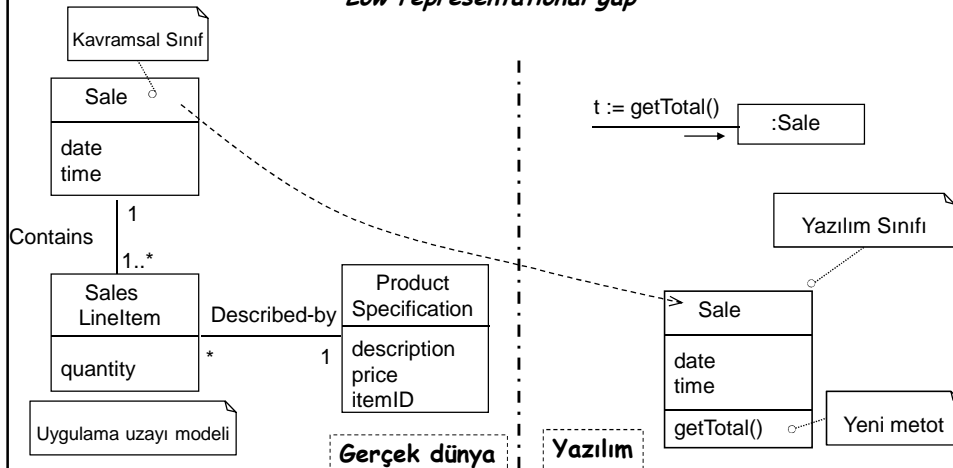 Low representational gap
Kavramsal Sınıf
Sale
date
time
1
Contains
1..*
Sales
LineItem
quantity
Described-by
*
1
Product
Specification
description
price
itemID
Uygulama uzayı modeli
Gerçek dünya
Yazılım
t := getTotal()
:Sale
Yazılım Sınıfı
Sale
date
time
getTotal()
Yeni metot